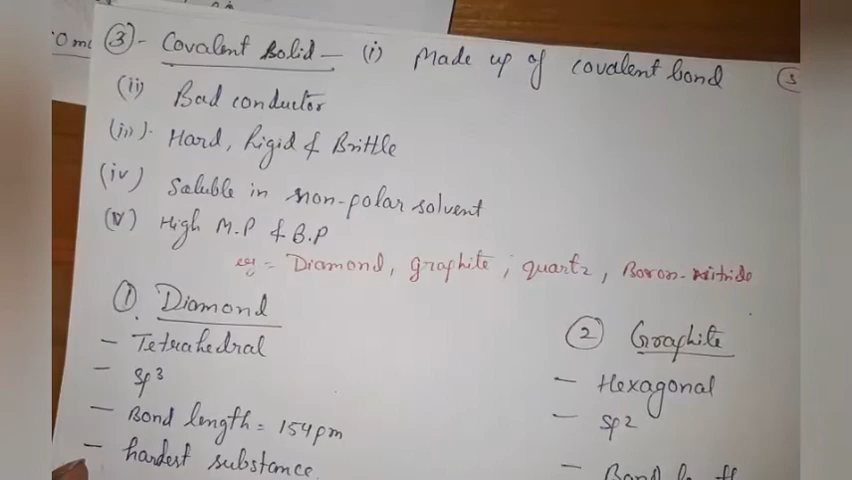 ③- Covalent Solid - (i) Made up of covalent bond
(ii) Bad conductor
(iii). Hard, Rigid & Brittle
(iv) Soluble in non-polar solvent
(v) High M.P & B.P
eg = Diamond, Graphite, quartz, Boron-nitride
① Diamond
- Tetrahedral
- Sp3
- Bond length = 154pm
- hardest substance.
② Graphite
- Hexagonal
- Sp2
- Bond